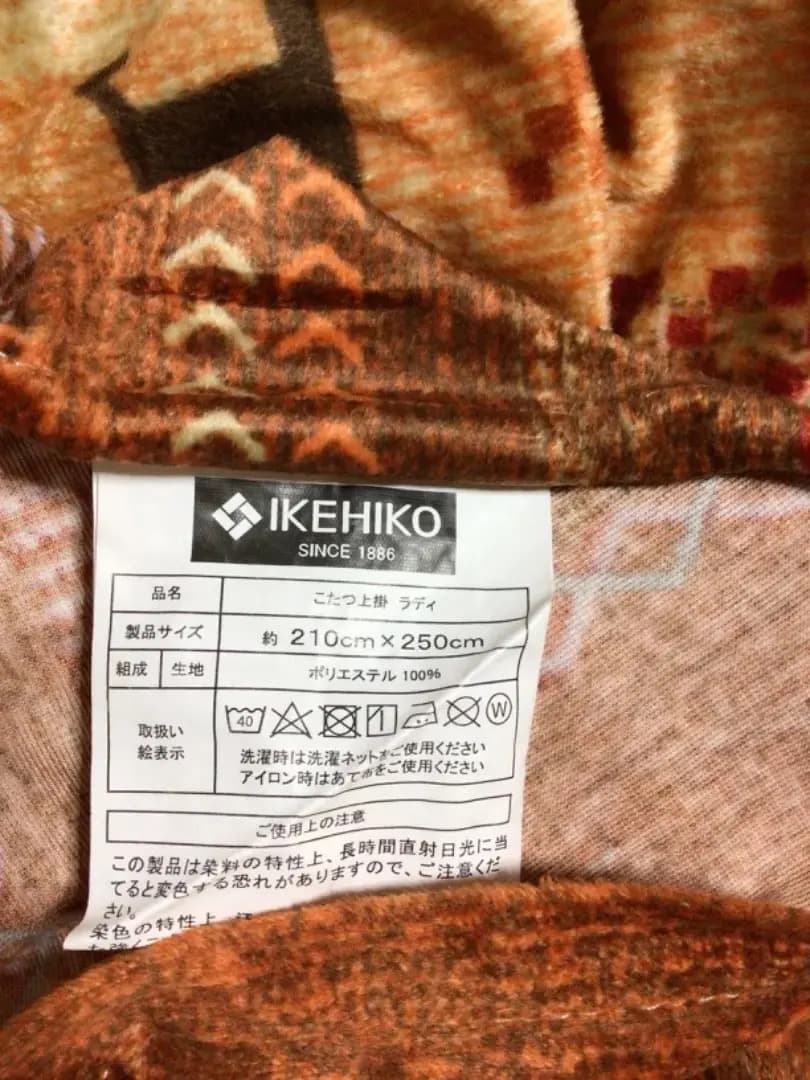 IKEHIKO
SINCE 1886
品名 こたつ上掛 ラディ
製品サイズ 約 210cm×250cm
組成 生地 ポリエステル 100%
取扱い
絵表示
40 W
洗濯時は洗濯ネットをご使用ください
アイロン時はあて布をご使用ください
ご使用上の注意
この製品は染料の特性上、長時間直射日光に当
てると変色する恐れがありますので、ご注意くだ
さい。
染色の特性上、